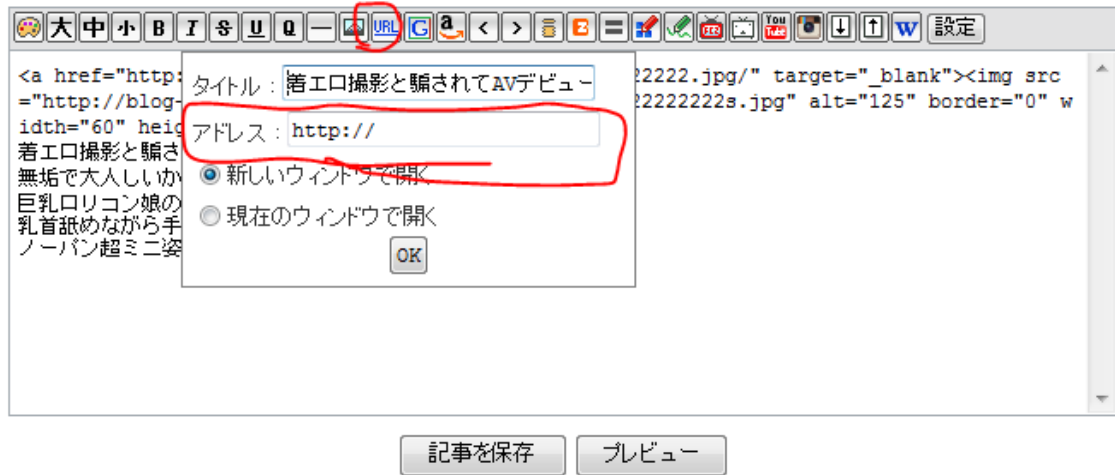 大 中 小 B I S U Q URL G a < > You Tube W 設定
<a href="http: 22222.jpg/" target="_blank"><img src
="http://blog- 22222222s.jpg" alt="125" border="0" w
idth="60" heig
タイトル : 着エロ撮影と騙されてAVデビュー
アドレス : http://
着エロ撮影と騙さ
無垢で大人しいか
巨乳ロリコン娘の
乳首舐めながら手
ノーパン超ミニ姿
新しいウィンドウで開く
現在のウィンドウで開く
OK
記事を保存 プレビュー